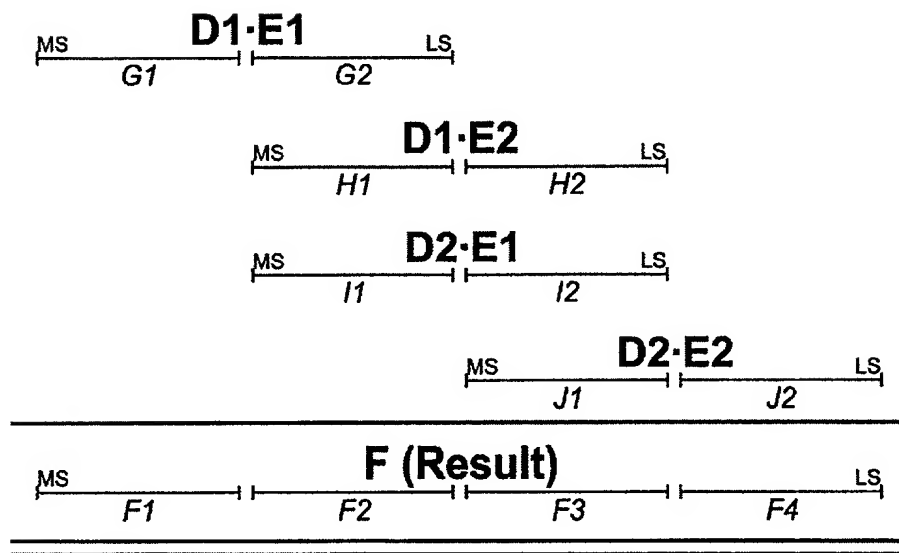 D1·E1
MS LS
G1 G2
D1·E2
MS LS
H1 H2
D2·E1
MS LS
I1 I2
D2·E2
MS LS
J1 J2
F (Result)
MS LS
F1 F2 F3 F4